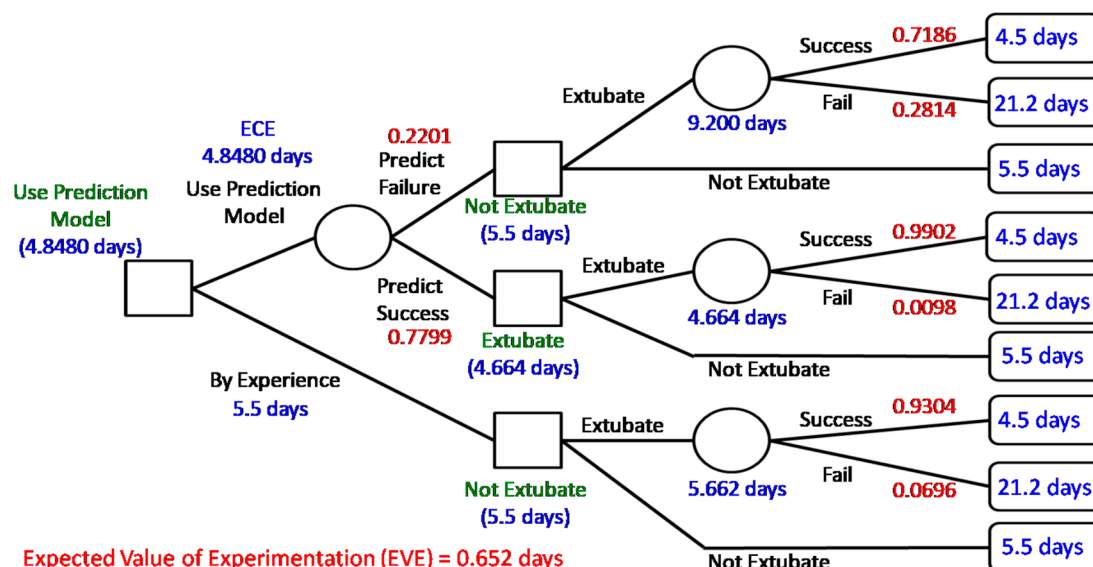 Success 0.7186 4.5 days
Extubate
Fail 0.2814 21.2 days
9.200 days
ECE
4.8480 days
0.2201
Predict
Failure
Not Extubate 5.5 days
Use Prediction
Model
Use Prediction
Model
(4.8480 days)
Not Extubate
(5.5 days)
Success 0.9902 4.5 days
Extubate
Fail 0.0098 21.2 days
4.664 days
Predict
Success
0.7799
Extubate
(4.664 days)
Not Extubate 5.5 days
By Experience
5.5 days
Success 0.9304 4.5 days
Extubate
Fail 0.0696 21.2 days
5.662 days
Not Extubate
(5.5 days)
Not Extubate 5.5 days
Expected Value of Experimentation (EVE) = 0.652 days